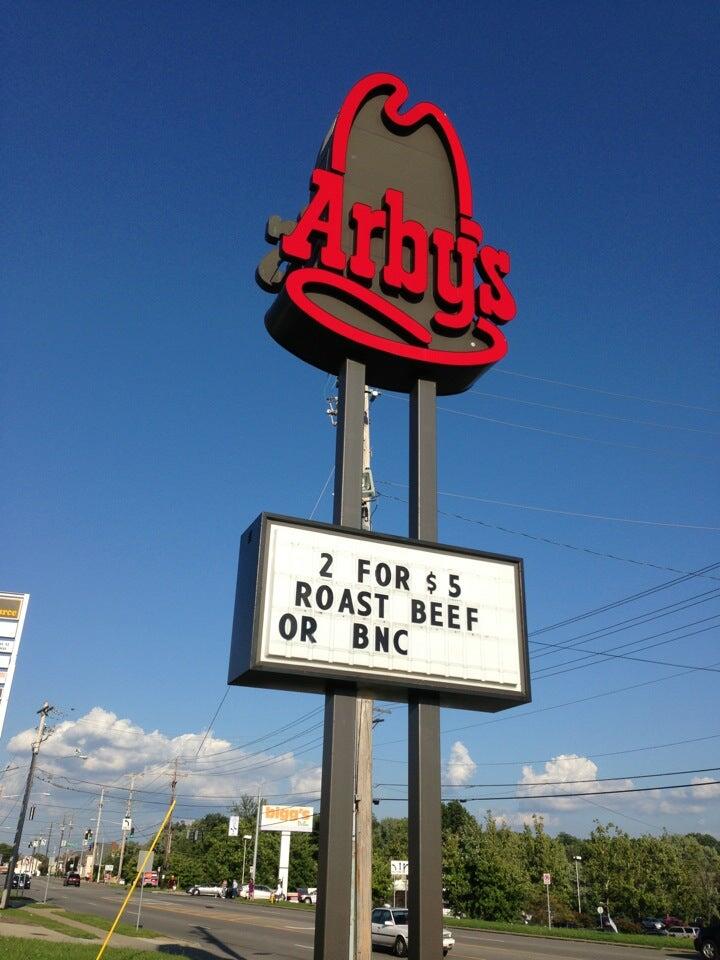 Arby's
2 FOR $5
ROAST BEEF
OR BNC
bigg's